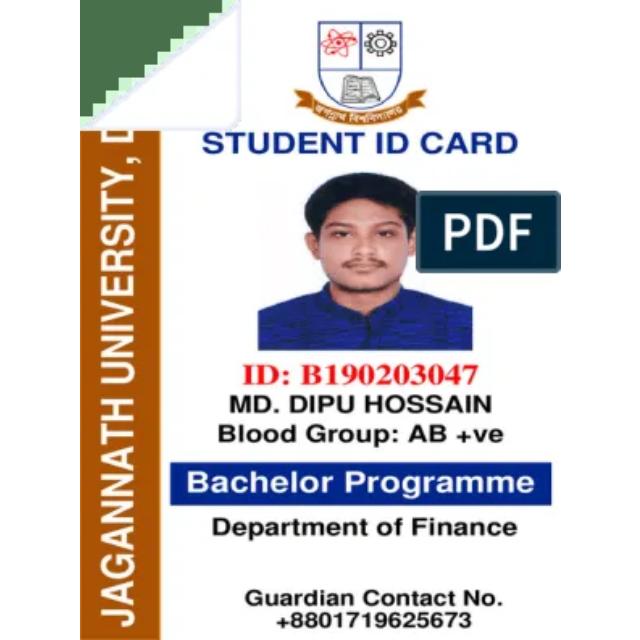 জগন্নাথ বিশ্ববিদ্যালয়
STUDENT ID CARD
PDF
ID: B190203047
MD. DIPU HOSSAIN
Blood Group: AB +ve
Bachelor Programme
Department of Finance
Guardian Contact No.
+8801719625673
JAGANNATH UNIVERSITY,